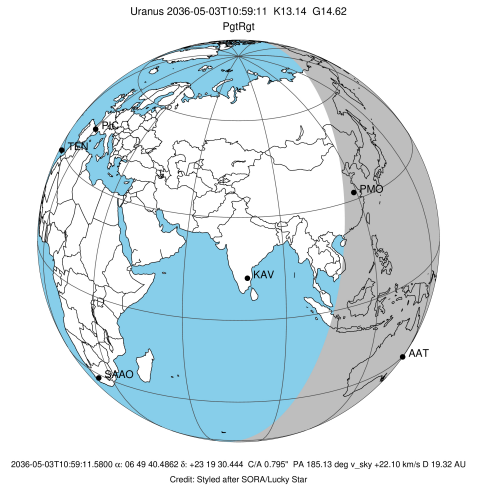 Uranus 2036-05-03T10:59:11 K13.14 G14.62
PgtRgt
PIC
TEN
PMO
KAV
AAT
SAAO
2036-05-03T10:59:11.5800 α: 06 49 40.4862 δ: +23 19 30.444 C/A 0.795" PA 185.13 deg v_sky +22.10 km/s D 19.32 AU
Credit: Styled after SORA/Lucky Star